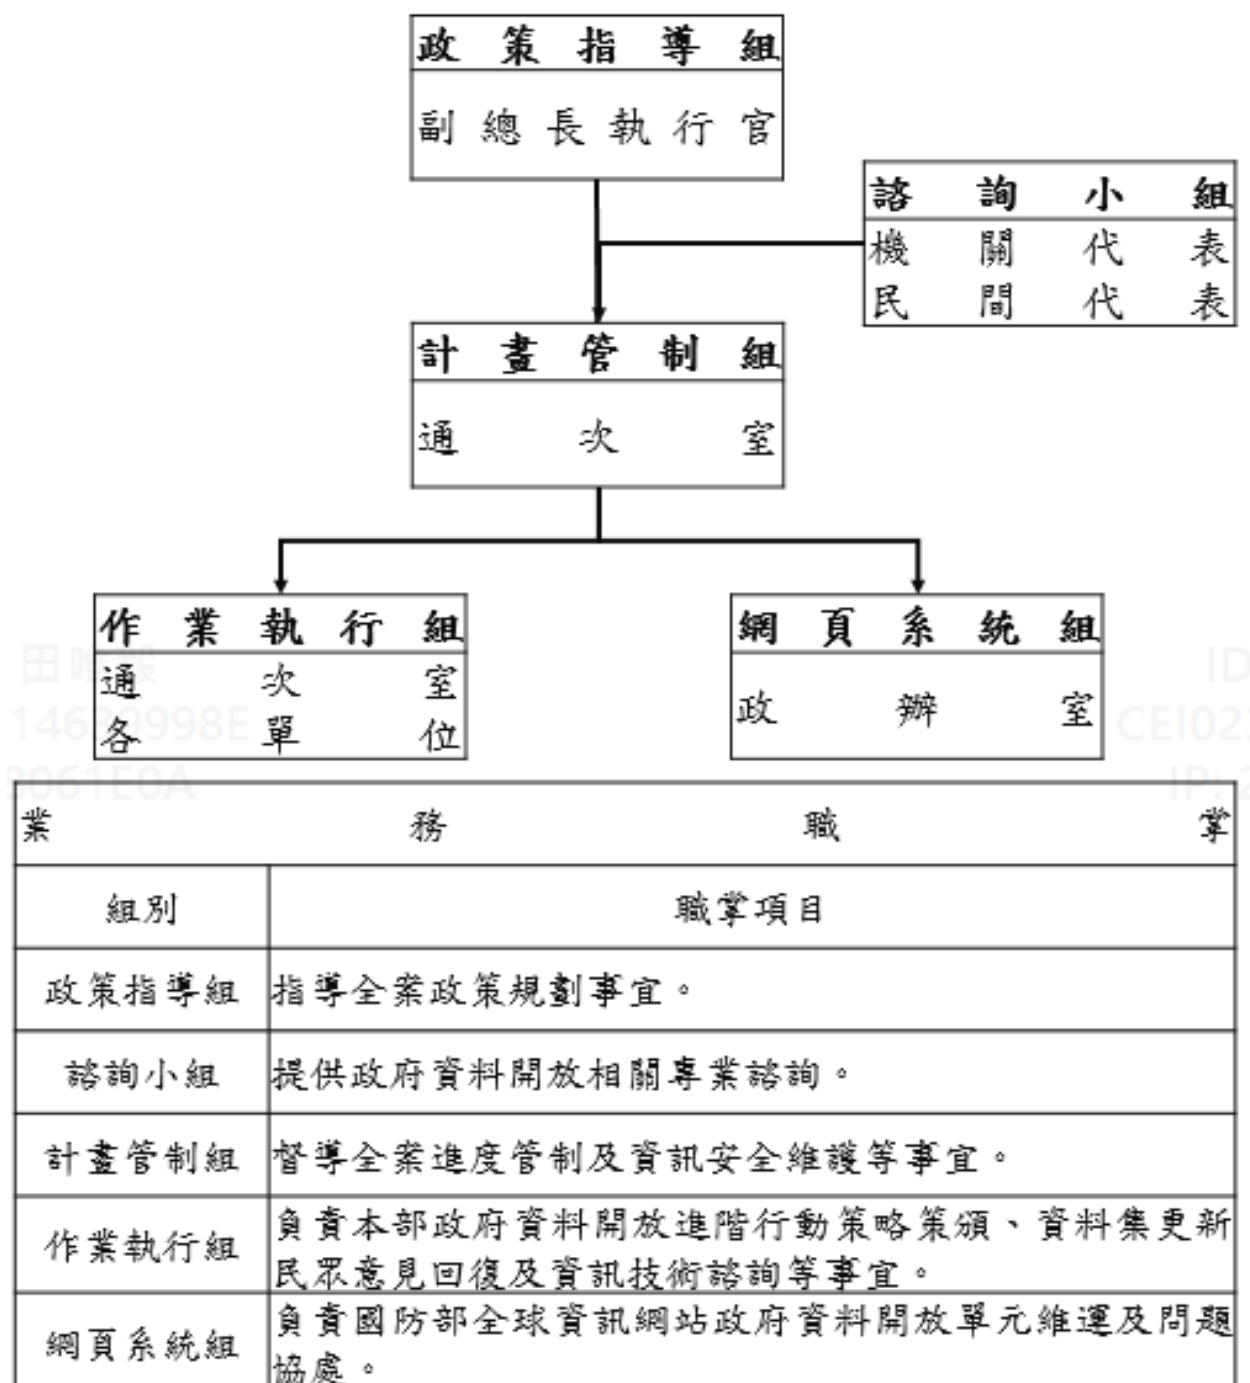 政策指導組
副總長執行官
諮詢小組
機關代表
民間代表
計畫管制組
通次室
作業執行組
通次室
各單位
網頁系統組
政辦室
業務職掌
組別 職掌項目
政策指導組 指導全案政策規劃事宜。
諮詢小組 提供政府資料開放相關專業諮詢。
計畫管制組 督導全案進度管制及資訊安全維護等事宜。
作業執行組 負責本部政府資料開放進階行動策略策頒、資料集更新
民眾意見回復及資訊技術諮詢等事宜。
網頁系統組 負責國防部全球資訊網站政府資料開放單元維運及問題
協處。